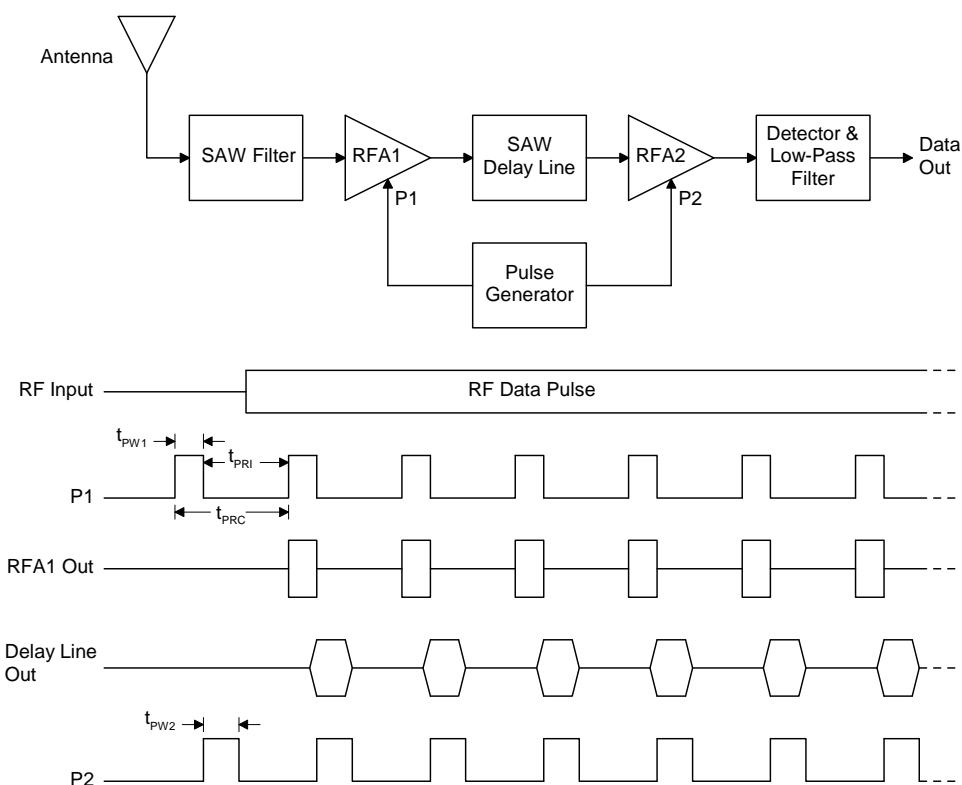 Antenna
SAW Filter
RFA1
SAW
Delay Line
RFA2
Detector &
Low-Pass
Filter
Data
Out
P1
P2
Pulse
Generator
RF Input
RF Data Pulse
tPW1
tPRI
P1
tPRC
RFA1 Out
Delay Line
Out
tPW2
P2